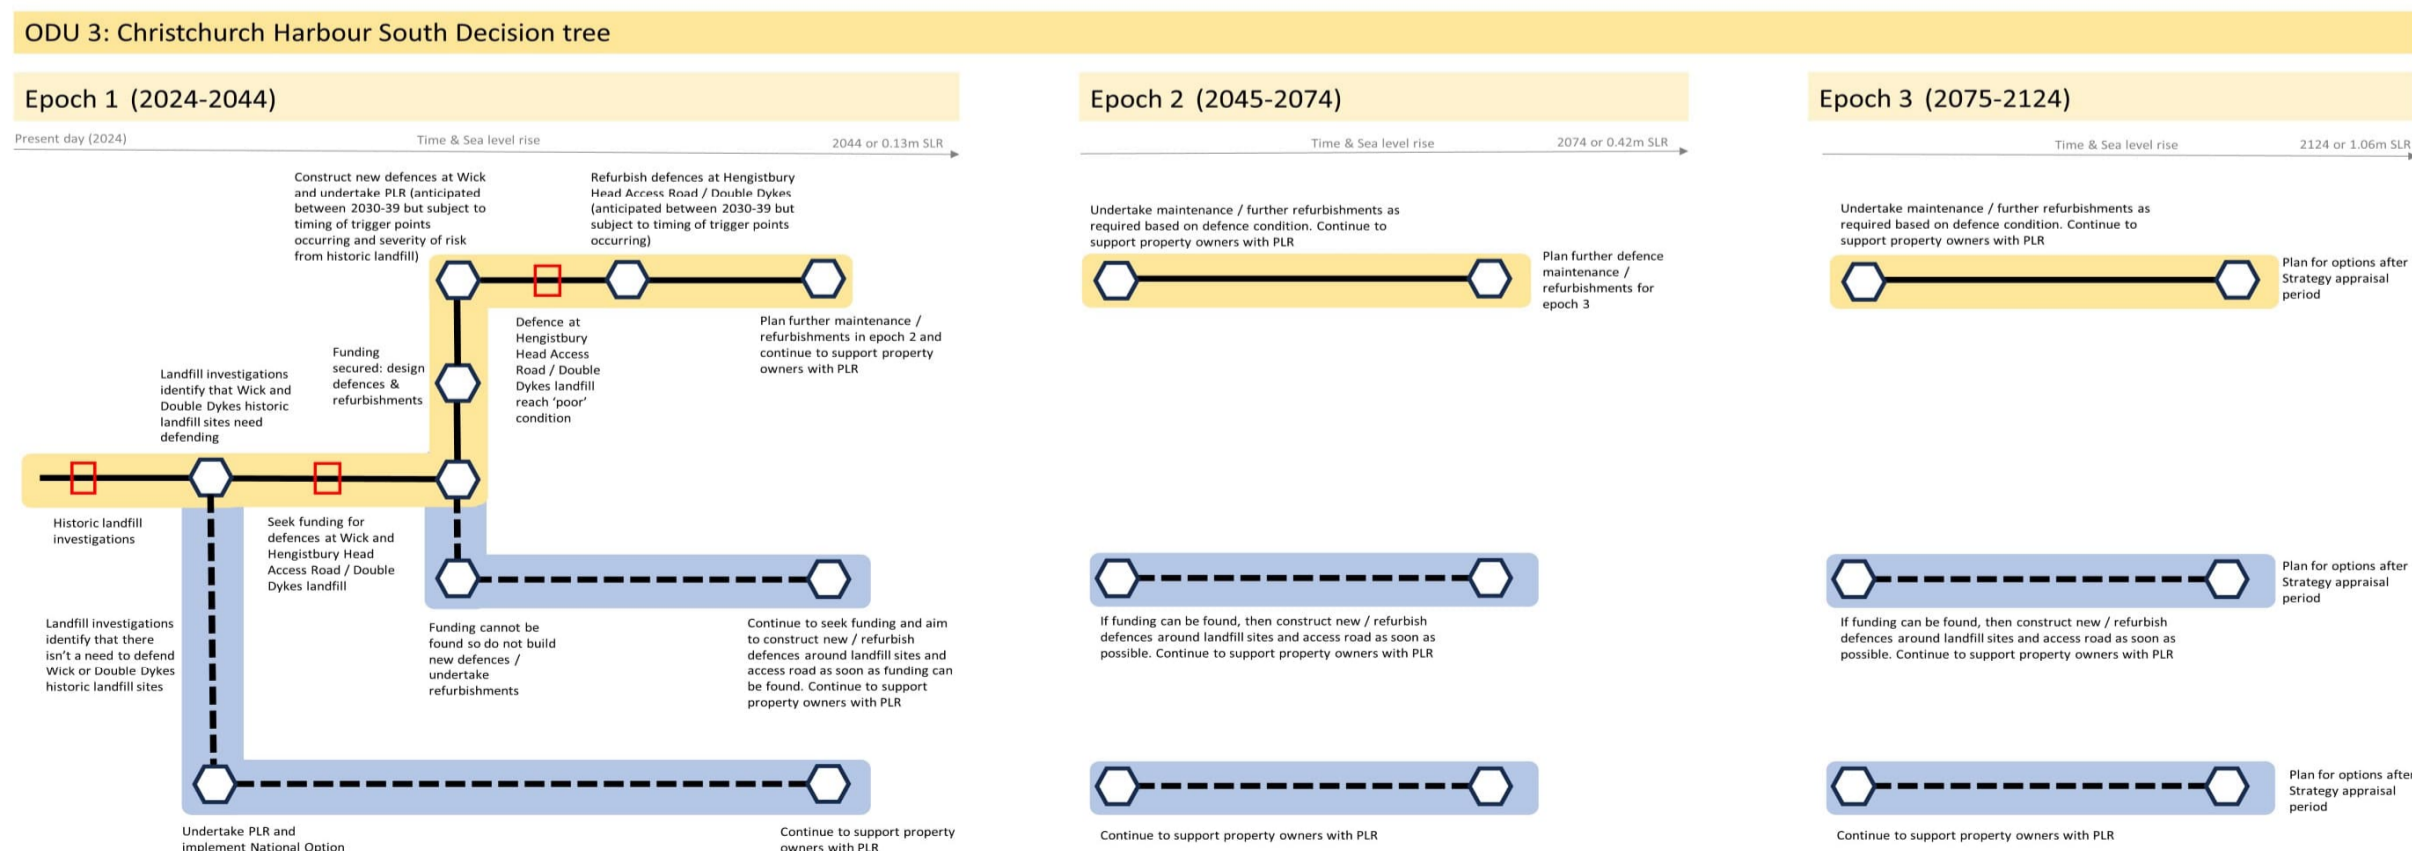 ODU 3: Christchurch Harbour South Decision tree
Epoch 1 (2024-2044)
Epoch 2 (2045-2074)
Epoch 3 (2075-2124)
Present day (2024)
Time & Sea level rise
2044 or 0.13m SLR
Time & Sea level rise
2074 or 0.42m SLR
Time & Sea level rise
2124 or 1.06m SLR
Construct new defences at Wick
and undertake PLR (anticipated
between 2030-39 but subject to
timing of trigger points
occurring and severity of risk
from historic landfill)
Refurbish defences at Hengistbury
Head Access Road / Double Dykes
(anticipated between 2030-39 but
subject to timing of trigger points
occurring)
Defence at
Hengistbury
Head Access
Road / Double
Dykes landfill
reach ‘poor’
condition
Plan further maintenance /
refurbishments in epoch 2 and
continue to support property
owners with PLR
Funding
secured: design
defences &
refurbishments
Landfill investigations
identify that Wick and
Double Dykes historic
landfill sites need
defending
Historic landfill
investigations
Seek funding for
defences at Wick and
Hengistbury Head
Access Road / Double
Dykes landfill
Landfill investigations
identify that there
isn’t a need to defend
Wick or Double Dykes
historic landfill sites
Funding cannot be
found so do not build
new defences /
undertake
refurbishments
Continue to seek funding and aim
to construct new / refurbish
defences around landfill sites and
access road as soon as funding can
be found. Continue to support
property owners with PLR
Undertake PLR and
implement National Option
Continue to support property
owners with PLR
Undertake maintenance / further refurbishments as
required based on defence condition. Continue to
support property owners with PLR
Plan further defence
maintenance /
refurbishments for
epoch 3
If funding can be found, then construct new / refurbish
defences around landfill sites and access road as soon as
possible. Continue to support property owners with PLR
Continue to support property owners with PLR
Undertake maintenance / further refurbishments as
required based on defence condition. Continue to
support property owners with PLR
Plan for options after
Strategy appraisal
period
Plan for options after
Strategy appraisal
period
If funding can be found, then construct new / refurbish
defences around landfill sites and access road as soon as
possible. Continue to support property owners with PLR
Plan for options after
Strategy appraisal
period
Continue to support property owners with PLR